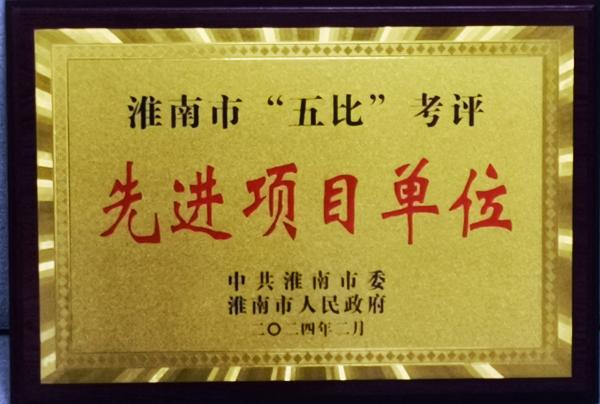 淮南市“五比”考评
先进项目单位
中共淮南市委
淮南市人民政府
二〇二四年二月